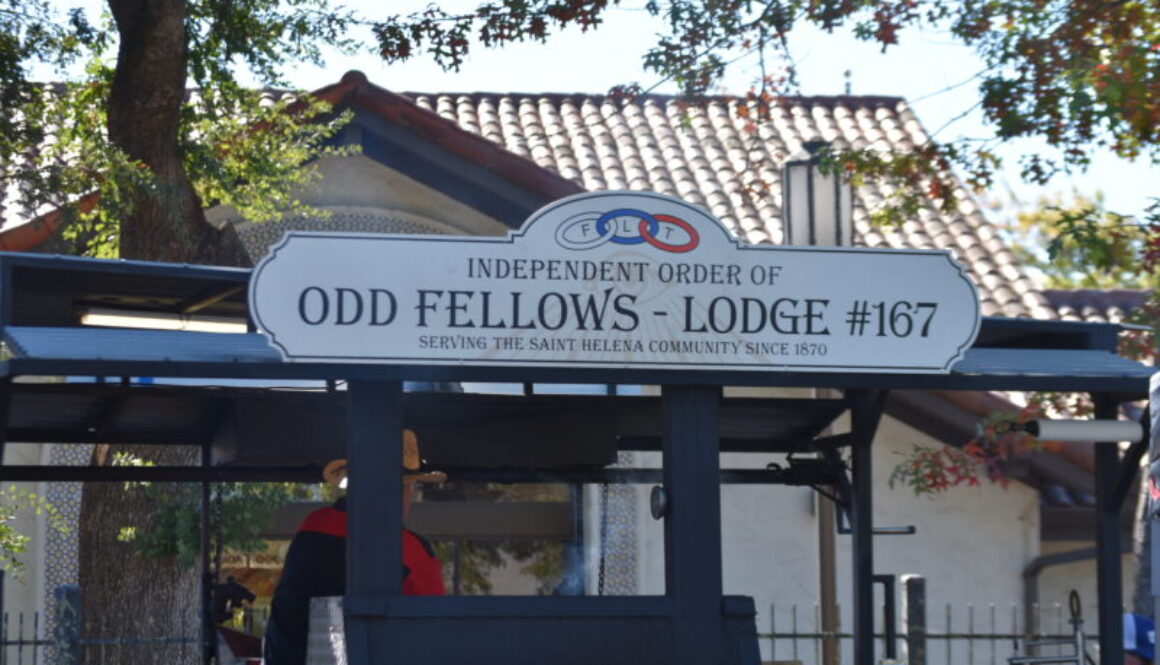 F L T
INDEPENDENT ORDER OF
ODD FELLOWS - LODGE #167
SERVING THE SAINT HELENA COMMUNITY SINCE 1870